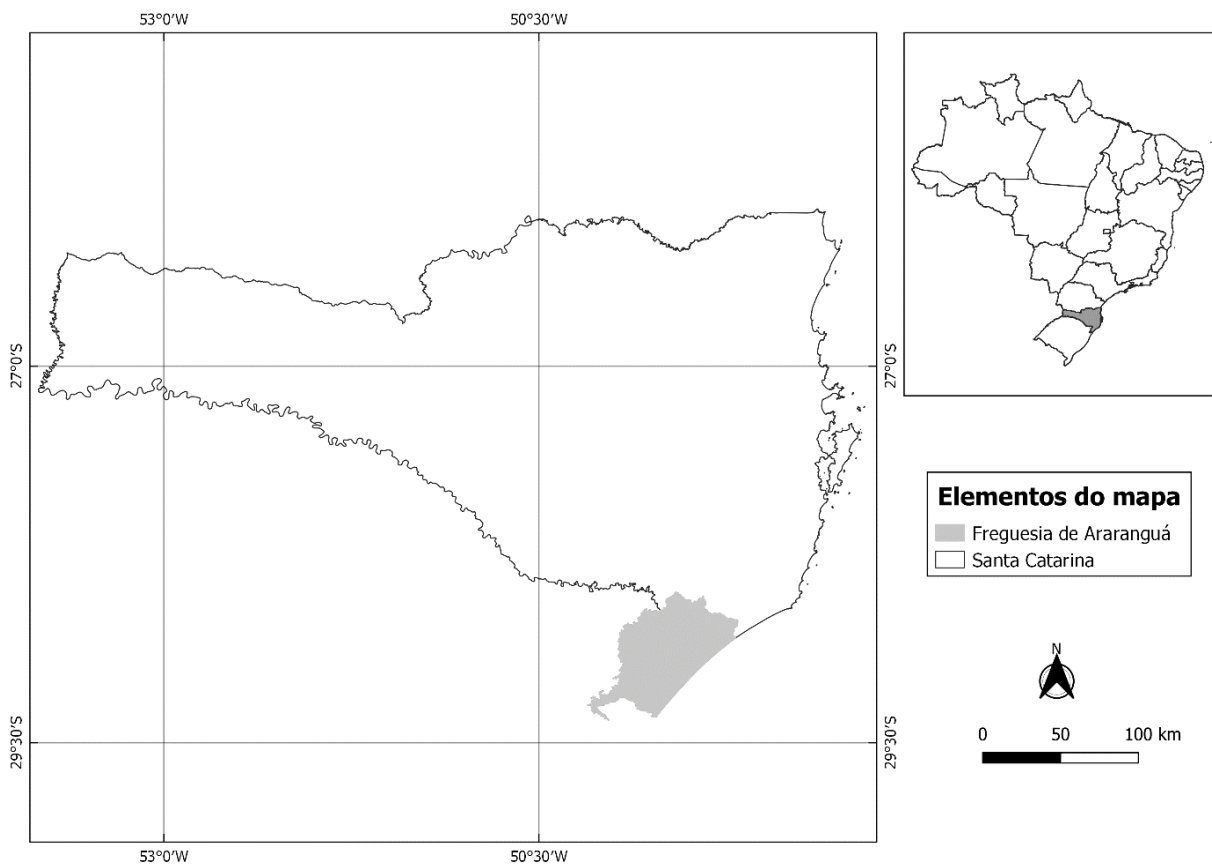 53°0'W
50°30'W
27°0'S
27°0'S
29°30'S
29°30'S
53°0'W
50°30'W
Elementos do mapa
Freguesia de Araranguá
Santa Catarina
N
0 50 100 km